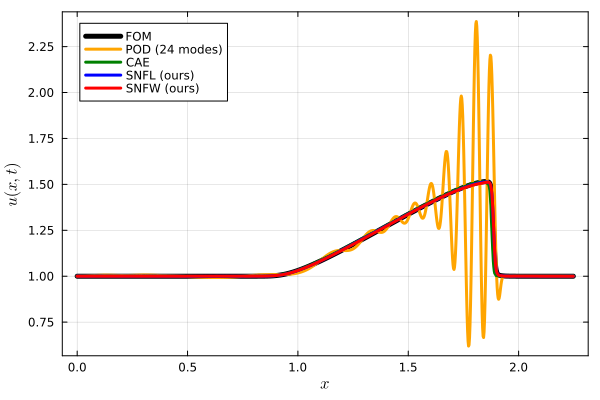 FOM
POD (24 modes)
CAE
SNFL (ours)
SNFW (ours)
u(x, t)
2.25
2.00
1.75
1.50
1.25
1.00
0.75
0.0 0.5 1.0 1.5 2.0
x